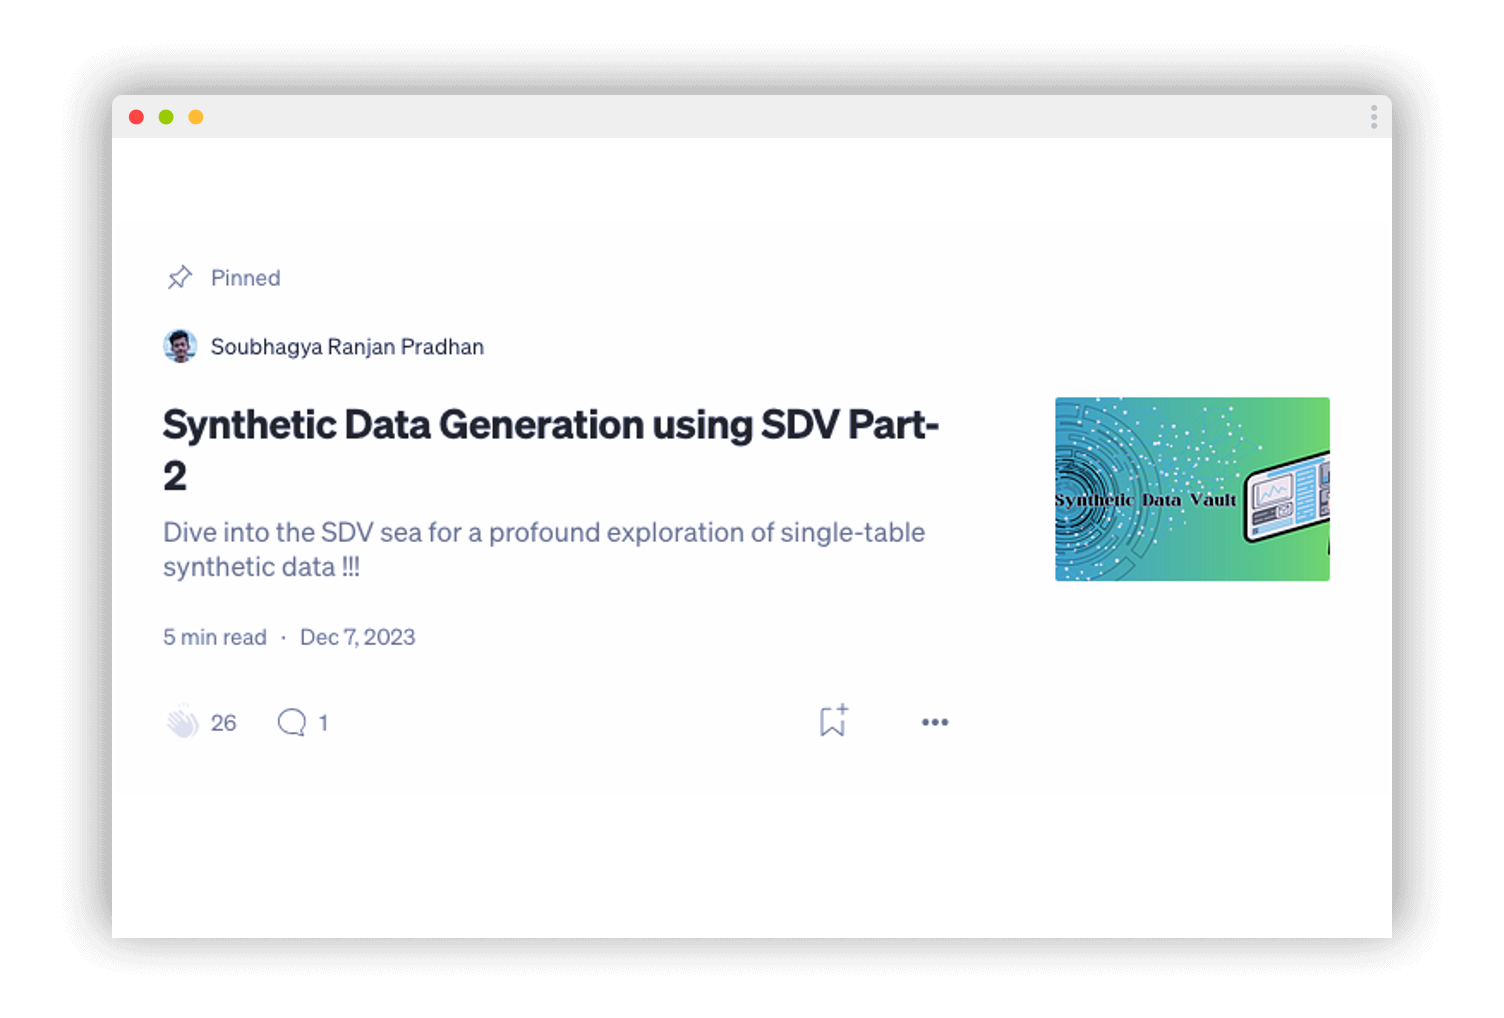 Pinned
Soubhagya Ranjan Pradhan
Synthetic Data Generation using SDV Part-
2
Dive into the SDV sea for a profound exploration of single-table
synthetic data !!!
Synthetic Data Vault
5 min read · Dec 7, 2023
26 1